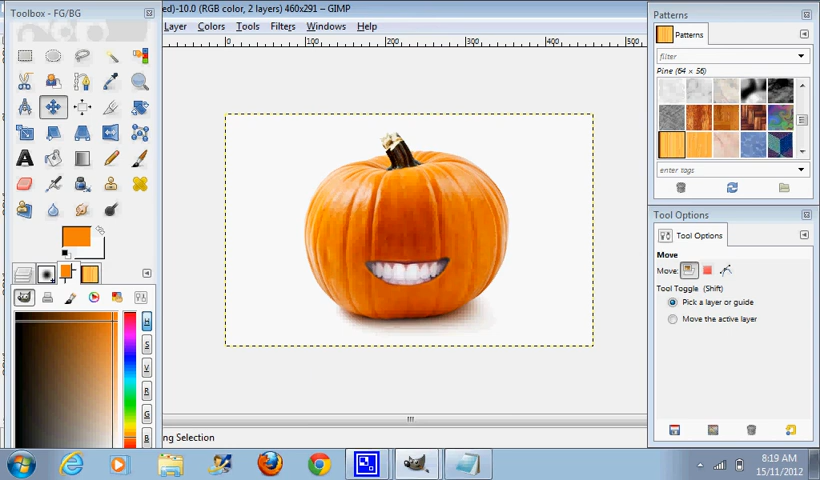 Toolbox - FG/BG
ed)-10.0 (RGB color, 2 layers) 460x291 – GIMP
Layer Colors Tools Filters Windows Help
0 100 200 300 400 500
H
S
V
R
G
B
ng Selection
Patterns
Patterns
filter
Pine (64 × 56)
enter tags
Tool Options
Tool Options
Move
Move:
Tool Toggle (Shift)
Pick a layer or guide
Move the active layer
8:19 AM
15/11/2012